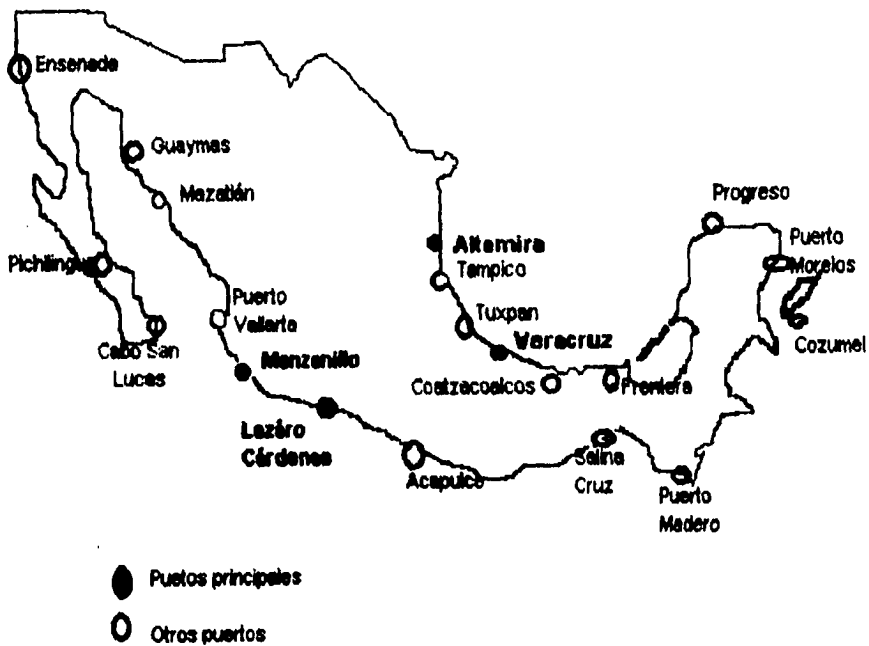 Ensenada
Guaymas
Mazatlán
Pichilingue
Cabo San
Lucas
Puerto
Vallarta
Manzanillo
Lazáro
Cárdenas
Acapulco
Altamira
Tampico
Tuxpan
Veracruz
Coatzacoalcos
Frontera
Salina
Cruz
Puerto
Madero
Progreso
Puerto
Morelos
Cozumel
Puetos principales
Otros puertos